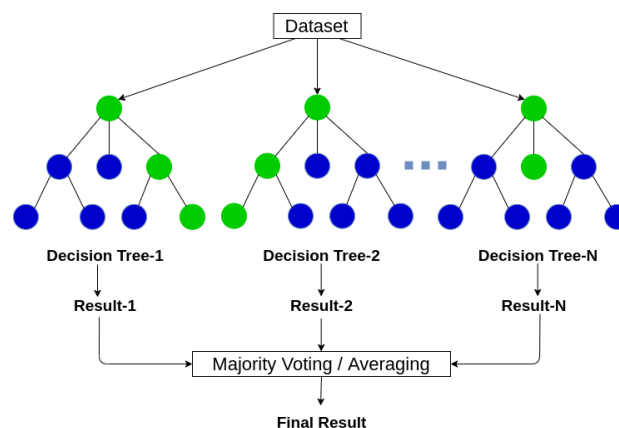 Dataset
Decision Tree-1
Decision Tree-2
Decision Tree-N
Result-1
Result-2
Result-N
Majority Voting / Averaging
Final Result